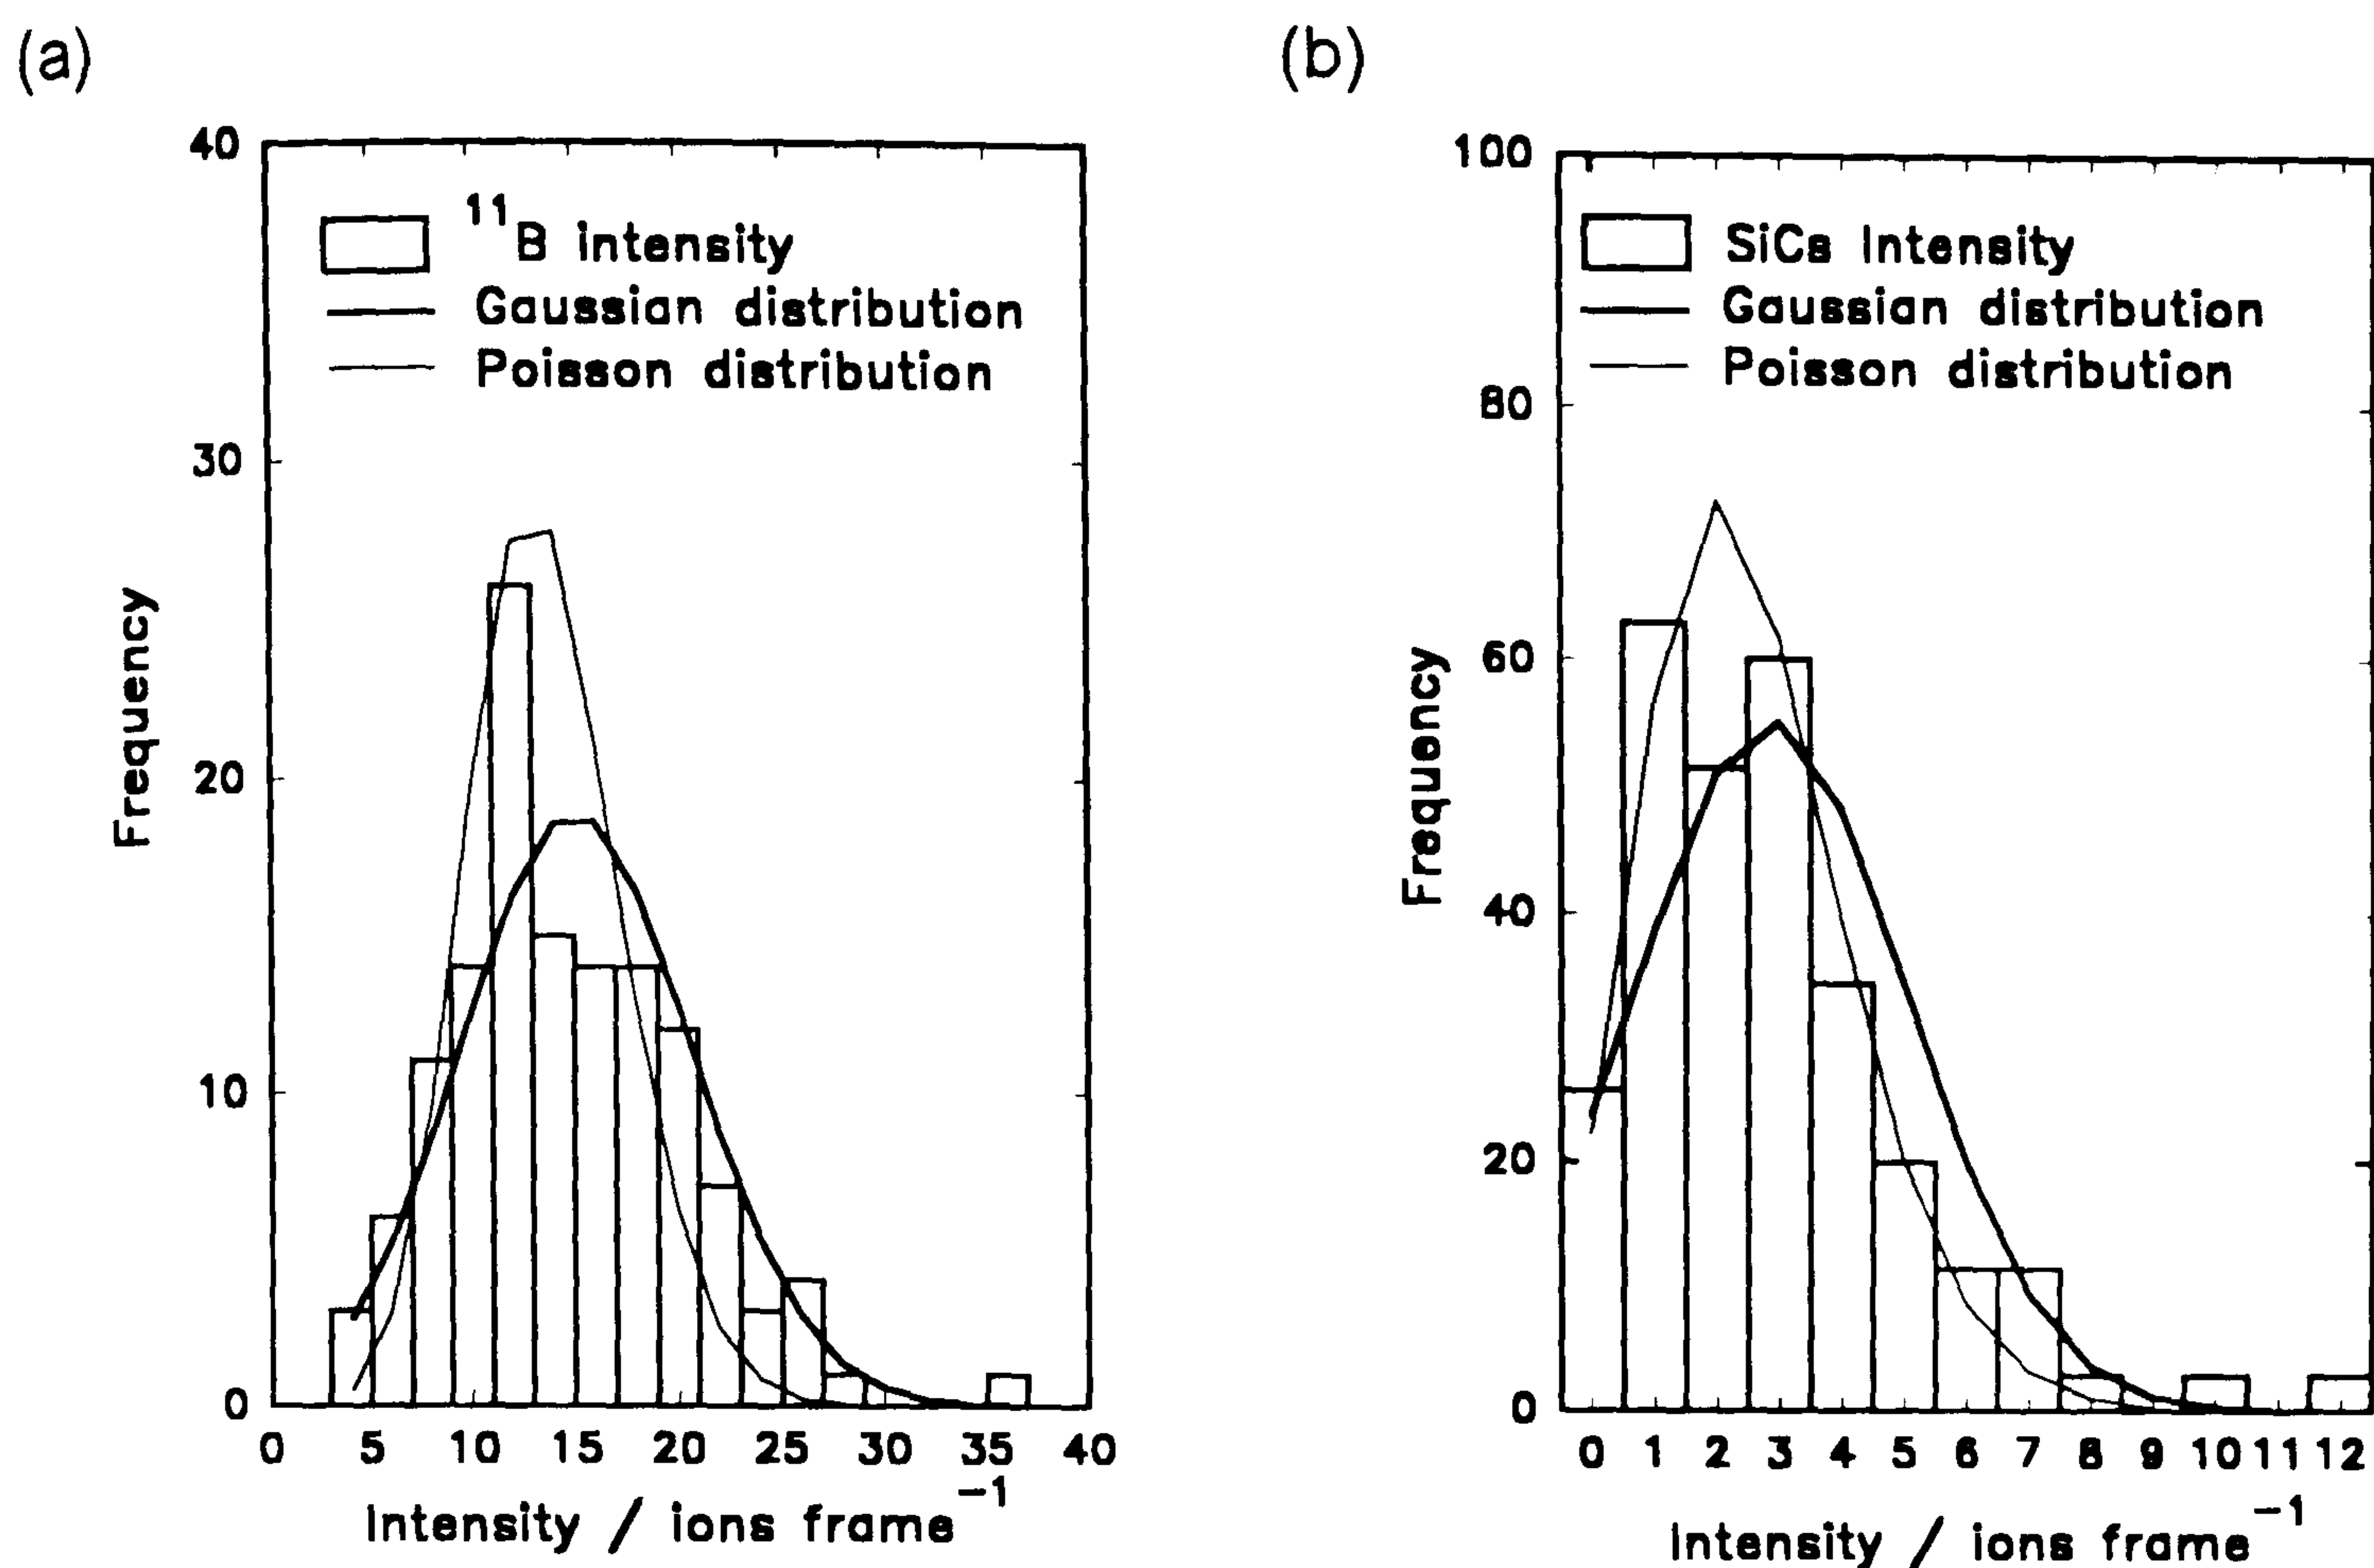 (a)
40
30
20
10
0
Frequency
11B intensity
Gaussian distribution
Poisson distribution
0 5 10 15 20 25 30 35 40
Intensity / ions frame-1
(b)
100
80
60
40
20
0
Frequency
SiCs Intensity
Gaussian distribution
Poisson distribution
0 1 2 3 4 5 6 7 8 9 10 11 12
Intensity / ions frame-1